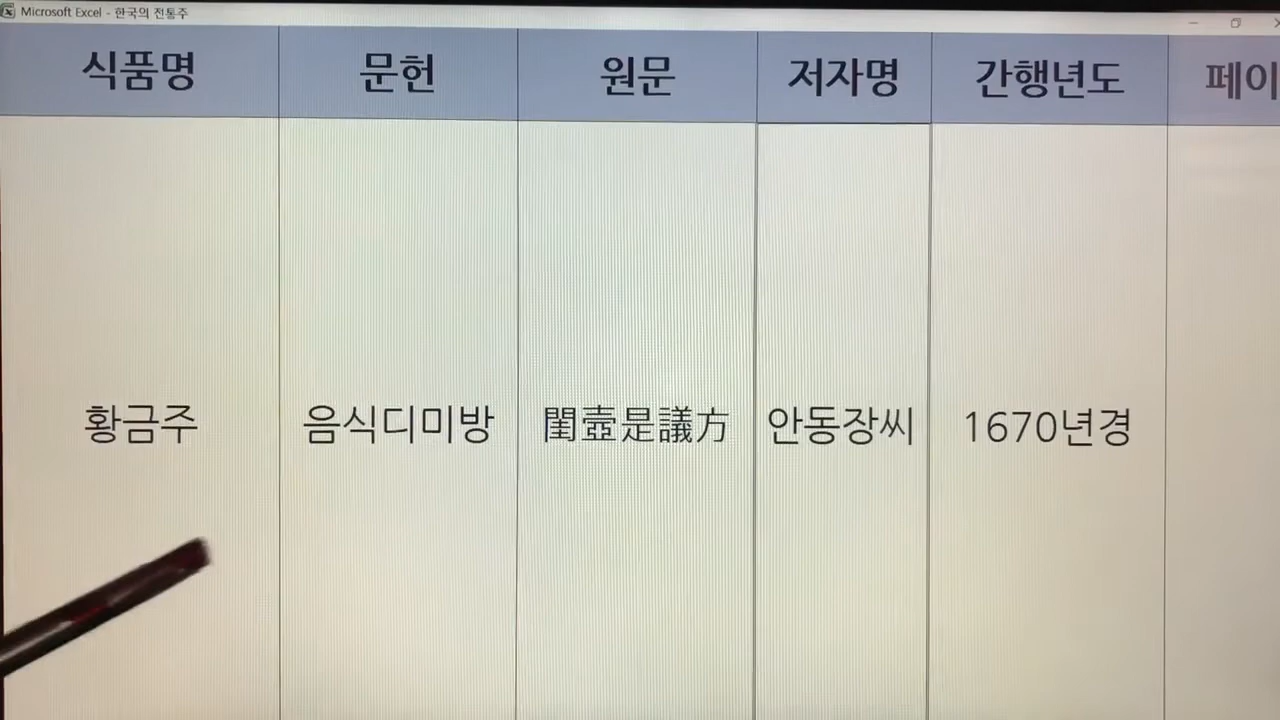 Microsoft Excel - 한국의 전통주
식품명 문헌 원문 저자명 간행년도 페이
황금주 음식디미방 閨壼是議方 안동장씨 1670년경